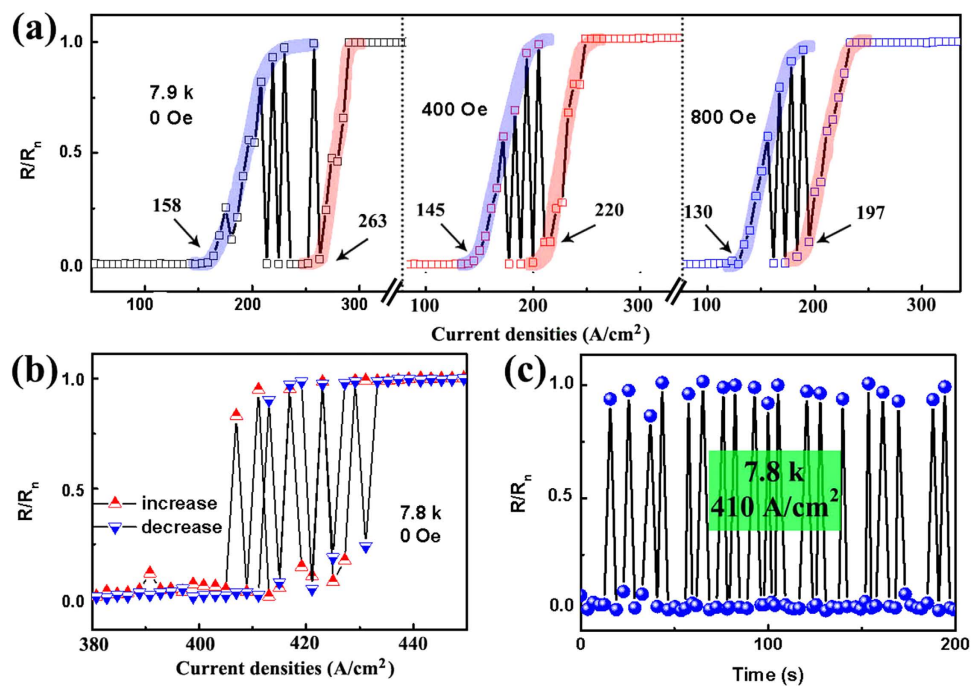 (a)
R/Rn
1.0
0.5
0.0
7.9 k
0 Oe
158
263
400 Oe
145
220
800 Oe
130
197
100 200 300 100 200 300 100 200 300
Current densities (A/cm²)
(b)
R/Rn
1.0
0.5
0.0
increase
decrease
7.8 k
0 Oe
380 400 420 440
Current densities (A/cm²)
(c)
R/Rn
1.0
0.5
0.0
7.8 k
410 A/cm²
0 100 200
Time (s)